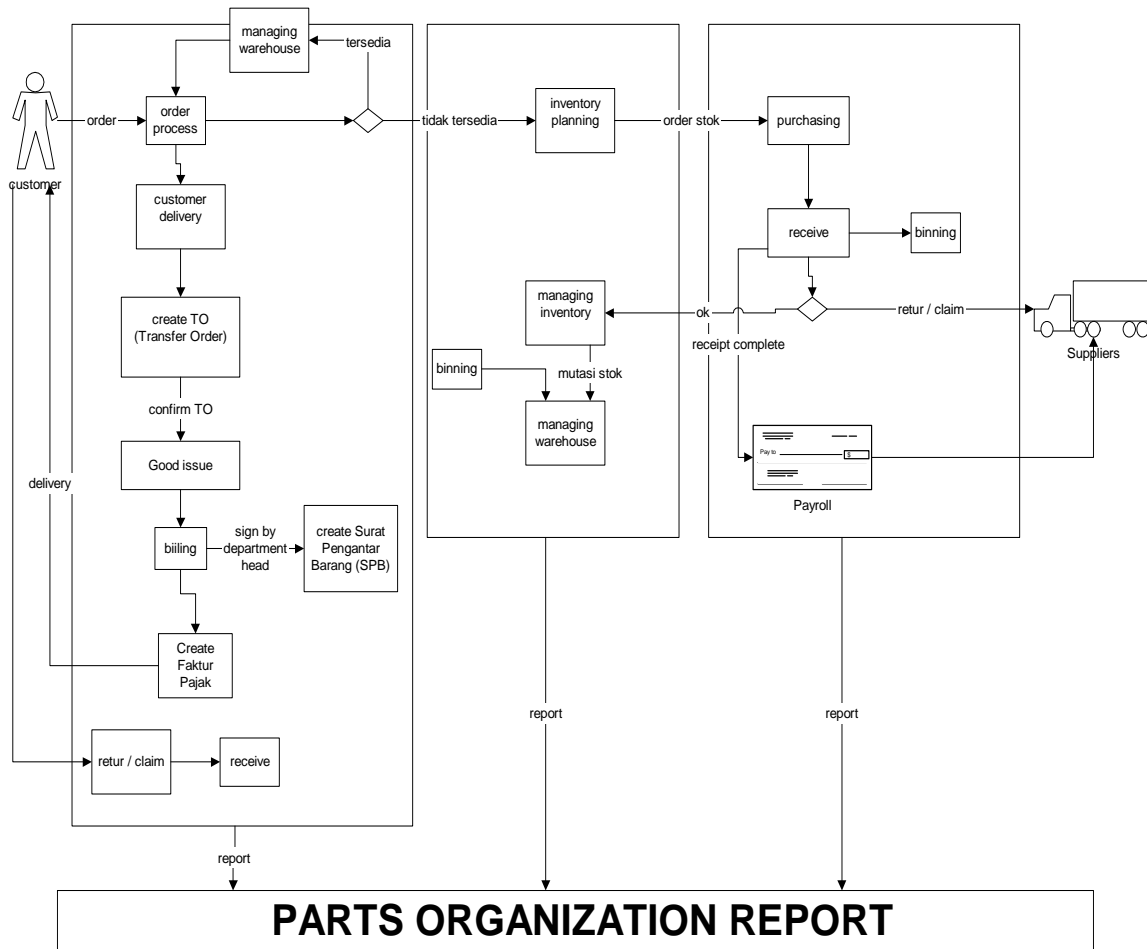 managing
warehouse
tersedia
order
order
process
tidak tersedia
inventory
planning
order stok
purchasing
customer
customer
delivery
receive
binning
create TO
(Transfer Order)
managing
inventory
ok
retur / claim
receipt complete
Suppliers
binning
mutasi stok
managing
warehouse
confirm TO
Good issue
Pay to
$
Payroll
delivery
biiling
sign by
department
head
create Surat
Pengantar
Barang (SPB)
Create
Faktur
Pajak
report
report
retur / claim
receive
report
PARTS ORGANIZATION REPORT